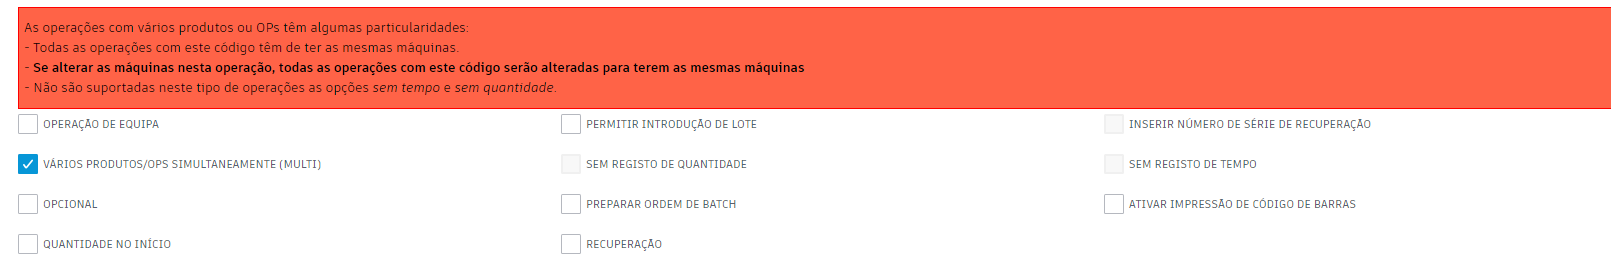 As operações com vários produtos ou OPs têm algumas particularidades:
- Todas as operações com este código têm de ter as mesmas máquinas.
- Se alterar as máquinas nesta operação, todas as operações com este código serão alteradas para terem as mesmas máquinas
- Não são suportadas neste tipo de operações as opções sem tempo e sem quantidade.
OPERAÇÃO DE EQUIPA
PERMITIR INTRODUÇÃO DE LOTE
INSERIR NÚMERO DE SÉRIE DE RECUPERAÇÃO
VÁRIOS PRODUTOS/OPS SIMULTANEAMENTE (MULTI)
SEM REGISTO DE QUANTIDADE
SEM REGISTO DE TEMPO
OPCIONAL
PREPARAR ORDEM DE BATCH
ATIVAR IMPRESSÃO DE CÓDIGO DE BARRAS
QUANTIDADE NO INÍCIO
RECUPERAÇÃO